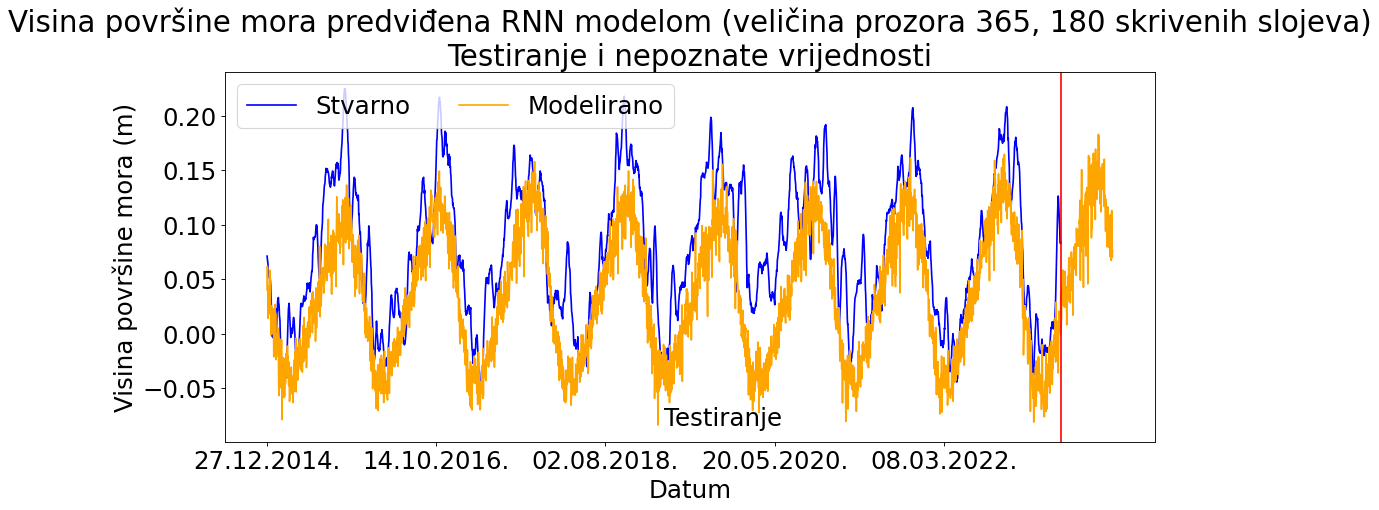 Visina površine mora predviđena RNN modelom (veličina prozora 365, 180 skrivenih slojeva)
Testiranje i nepoznate vrijednosti
Stvarno
Modelirano
Visina površine mora (m)
0.20
0.15
0.10
0.05
0.00
−0.05
Testiranje
27.12.2014.
14.10.2016.
02.08.2018.
20.05.2020.
08.03.2022.
Datum